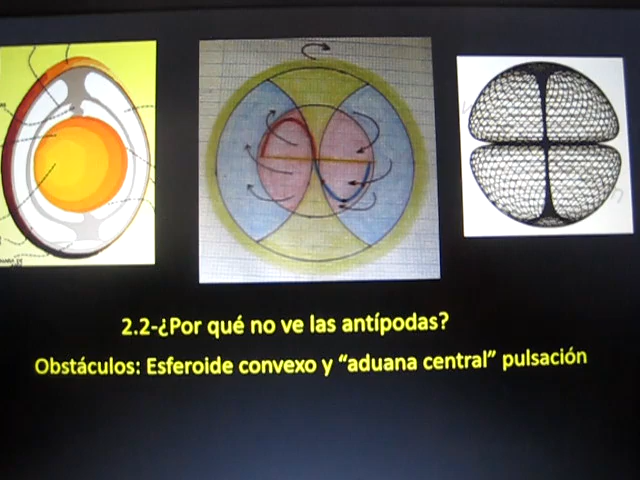 2.2-¿Por qué no ve las antípodas?
Obstáculos: Esferoide convexo y “aduana central” pulsación